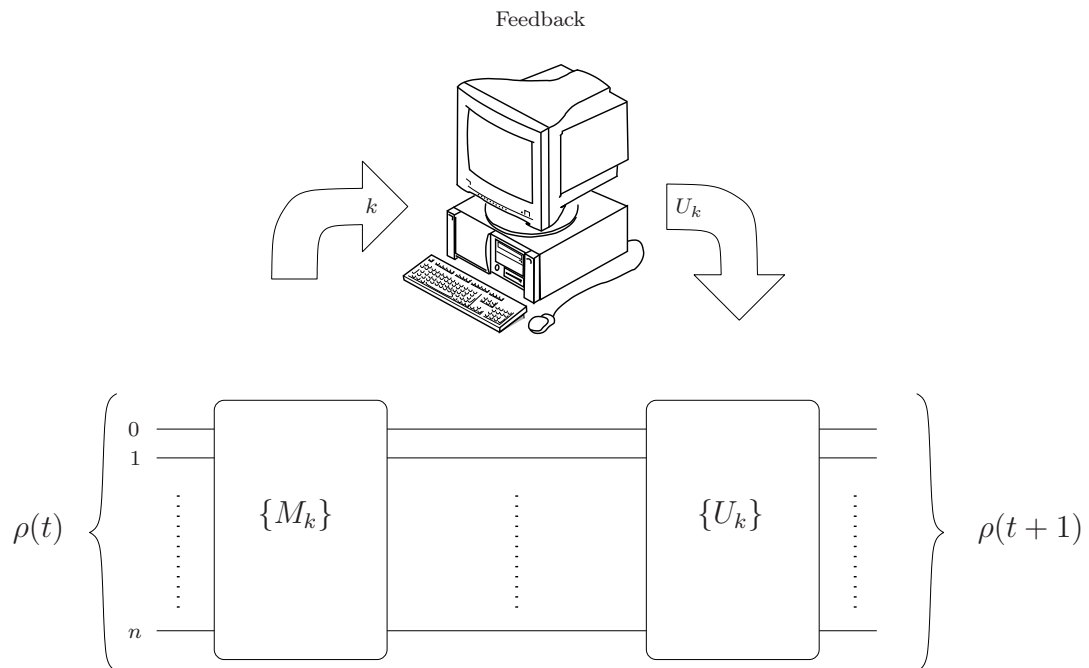 Feedback
k
U_k
0
1
{M_k}
{U_k}
ρ(t)
ρ(t + 1)
n